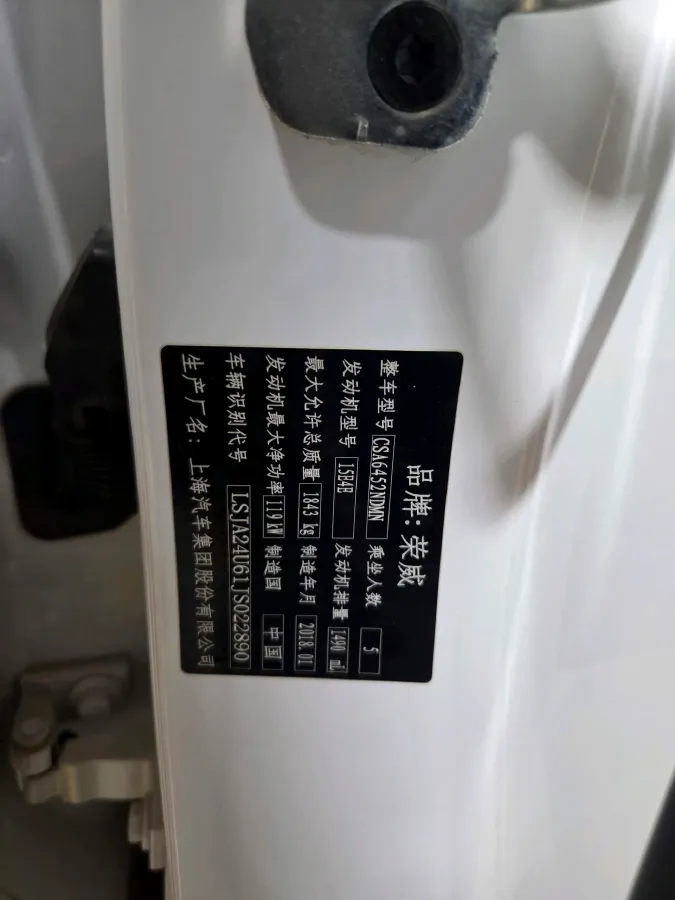 品牌: 荣威
整车型号 CSA6452NDMN 乘坐人数 5
发动机型号 15E4E 发动机排量 1490 ml
最大允许总质量 1843 kg 制造年月 2018.01
发动机最大净功率 119 kW 制造国 中国
车辆识别代号 LSJA24U61JS022890
生产厂名: 上海汽车集团股份有限公司